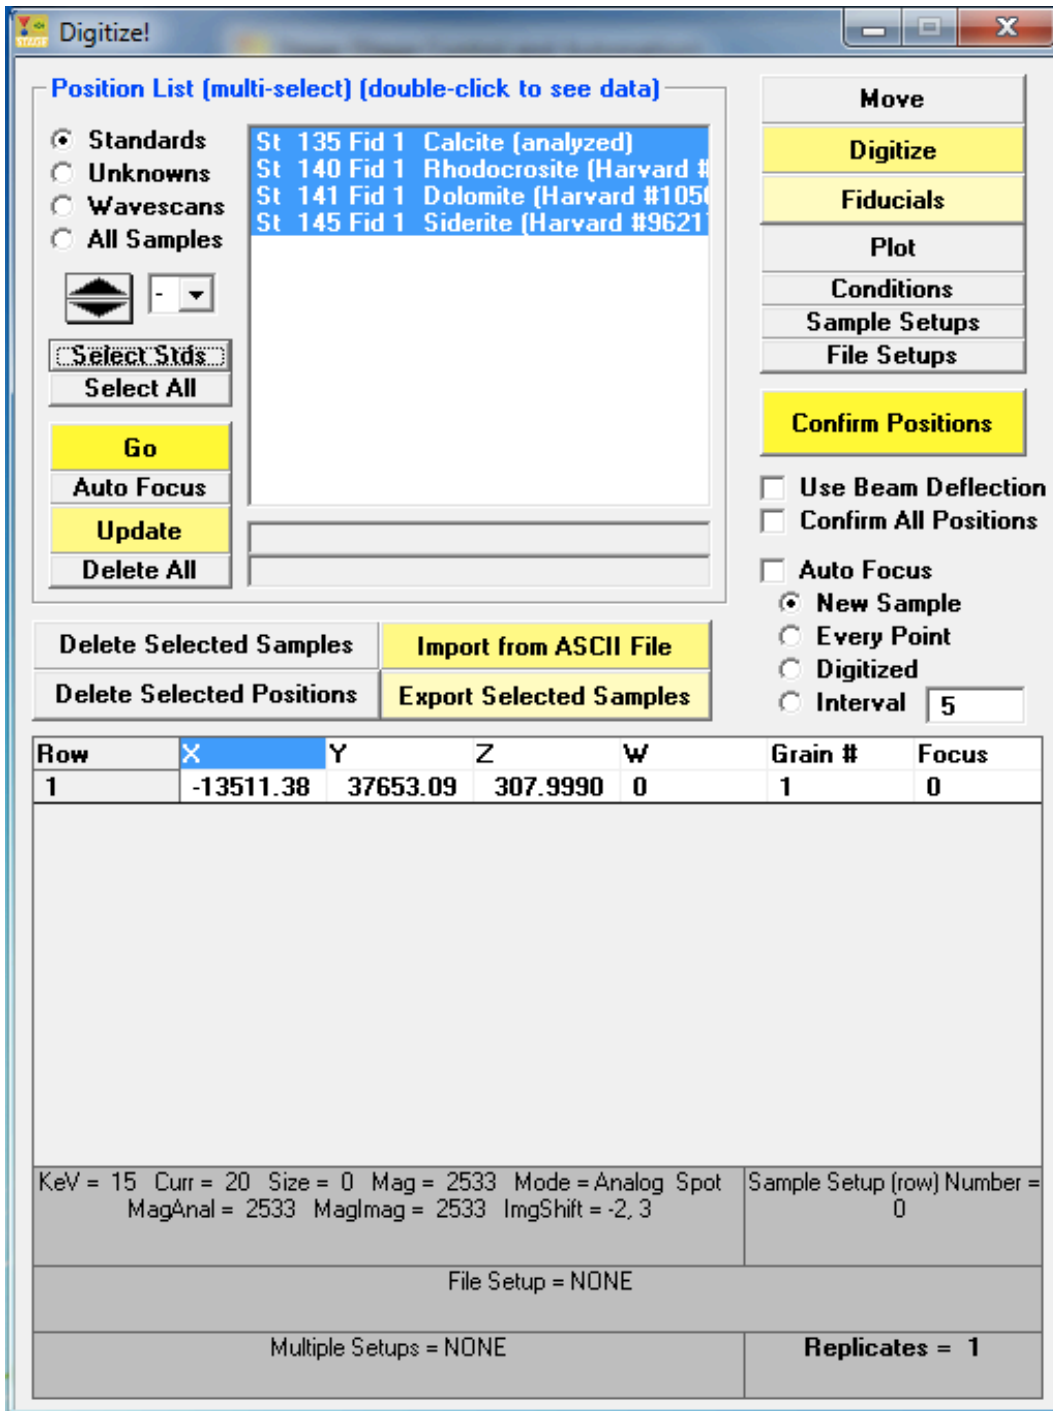 Digitize!
Position List (multi-select) (double-click to see data)
Standards
Unknowns
Wavescans
All Samples
-
Select Stds
Select All
Go
Auto Focus
Update
Delete All
St 135 Fid 1 Calcite (analyzed)
St 140 Fid 1 Rhodocrosite (Harvard #
St 141 Fid 1 Dolomite (Harvard #105
St 145 Fid 1 Siderite (Harvard #9621
Move
Digitize
Fiducials
Plot
Conditions
Sample Setups
File Setups
Confirm Positions
Use Beam Deflection
Confirm All Positions
Auto Focus
New Sample
Every Point
Digitized
Interval 5
Delete Selected Samples
Import from ASCII File
Delete Selected Positions
Export Selected Samples
Row X Y Z W Grain # Focus
1 -13511.38 37653.09 307.9990 0 1 0
KeV = 15 Curr = 20 Size = 0 Mag = 2533 Mode = Analog Spot
MagAnal = 2533 MagImag = 2533 ImgShift = -2, 3
Sample Setup (row) Number =
0
File Setup = NONE
Multiple Setups = NONE
Replicates = 1